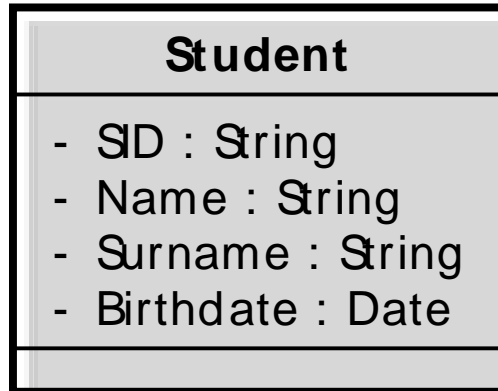 Student
- SID : String
- Name : String
- Surname : String
- Birthdate : Date